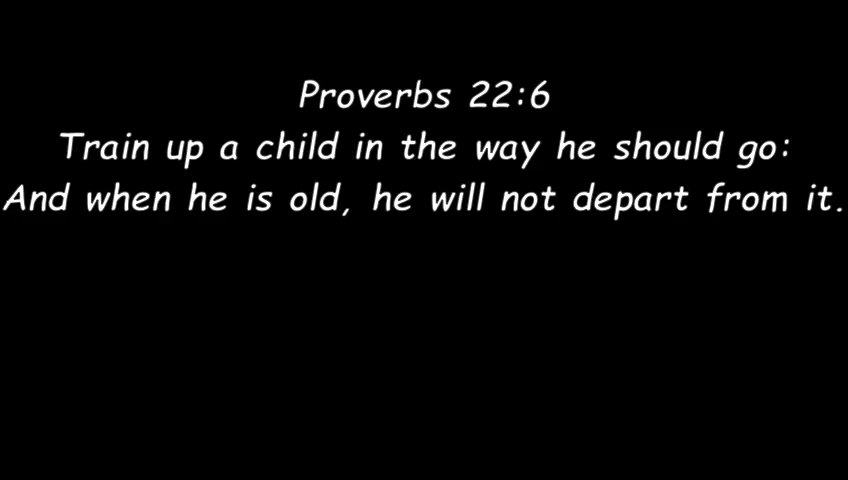 Proverbs 22:6
Train up a child in the way he should go:
And when he is old, he will not depart from it.